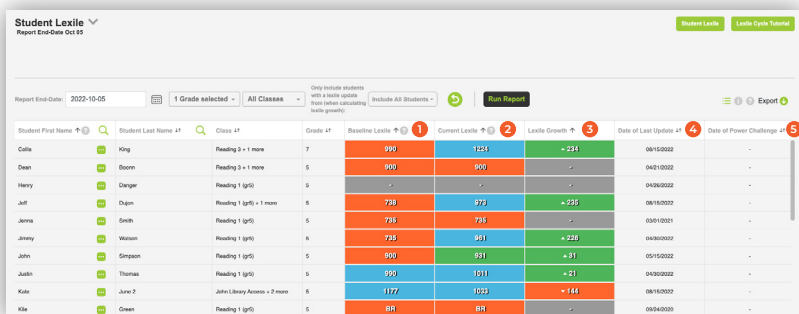 Student Lexile
Report End-Date Oct 05
Student Lexile
Lexile Cycle Tutorial
Report End-Date: 2022-10-05
1 Grade selected
All Classes
Only include students
with a lexile update
from (when calculating
lexile growth):
Include All Students
Run Report
Export
Student First Name Student Last Name Class Grade Baseline Lexile 1 Current Lexile 2 Lexile Growth 3 Date of Last Update 4 Date of Power Challenge 5
Collis King Reading 3 + 1 more 7 990 1224 234 08/15/2022 -
Dean Boonn Reading 3 + 1 more 5 900 900 - 04/21/2022 -
Henry Danger Reading 1 (gr5) 5 - - - 04/26/2022 -
Jeff Dujon Reading 1 (gr5) + 1 more 738 973 235 08/15/2022 -
Jenna Smith Reading 1 (gr5) 5 735 735 - 03/01/2021 -
Jimmy Watson Reading 1 (gr5) 735 961 226 04/30/2022 -
John Simpson Reading 1 (gr5) 5 900 931 31 05/15/2022 -
Justin Thomas Reading 1 (gr5) 5 990 1011 21 04/30/2022 -
Kate June 2 John Library Access + 2 more 1177 1033 144 08/15/2022 -
Kile Green Reading 1 (gr5) 5 BR BR - 09/24/2020 -